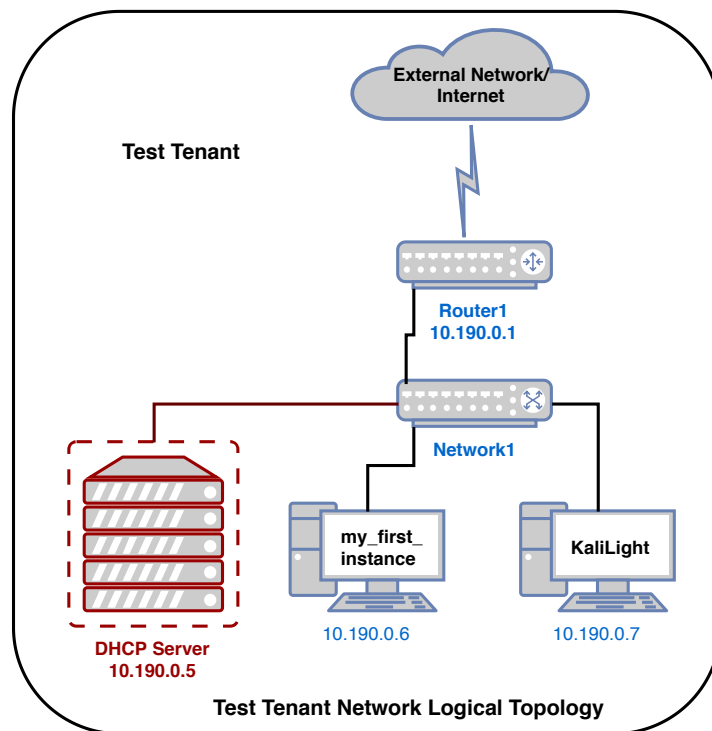 External Network/
Internet
Test Tenant
Router1
10.190.0.1
Network1
my_first_
instance
KaliLight
DHCP Server
10.190.0.5
10.190.0.6
10.190.0.7
Test Tenant Network Logical Topology